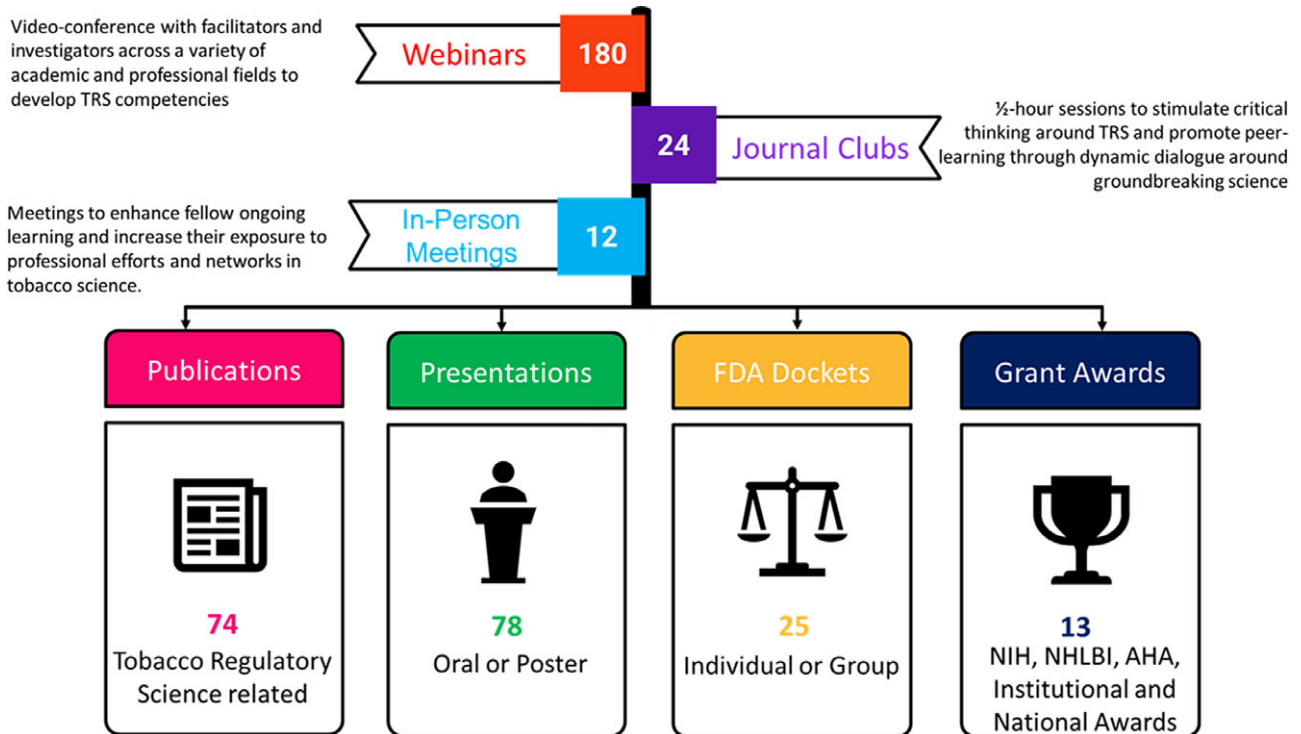 Video-conference with facilitators and
investigators across a variety of
academic and professional fields to
develop TRS competencies
Webinars
180
24
Journal Clubs
½-hour sessions to stimulate critical
thinking around TRS and promote peer-
learning through dynamic dialogue around
groundbreaking science
Meetings to enhance fellow ongoing
learning and increase their exposure to
professional efforts and networks in
tobacco science.
In-Person
Meetings
12
Publications
74
Tobacco Regulatory
Science related
Presentations
78
Oral or Poster
FDA Dockets
25
Individual or Group
Grant Awards
13
NIH, NHLBI, AHA,
Institutional and
National Awards